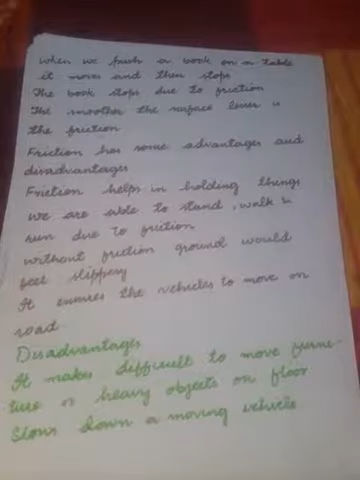 When we push a book on a table
it moves and then stops
The book stops due to friction
The smoother the surface lesser is
the friction
Friction has some advantages and
disadvantages
Friction helps in holding things
we are able to stand, walk &
run due to friction
without friction ground would
feel slippery
It ensures the vehicles to move on
road
Disadvantages
It makes difficult to move furni-
ture or heavy objects on floor
Slows down a moving vehicle